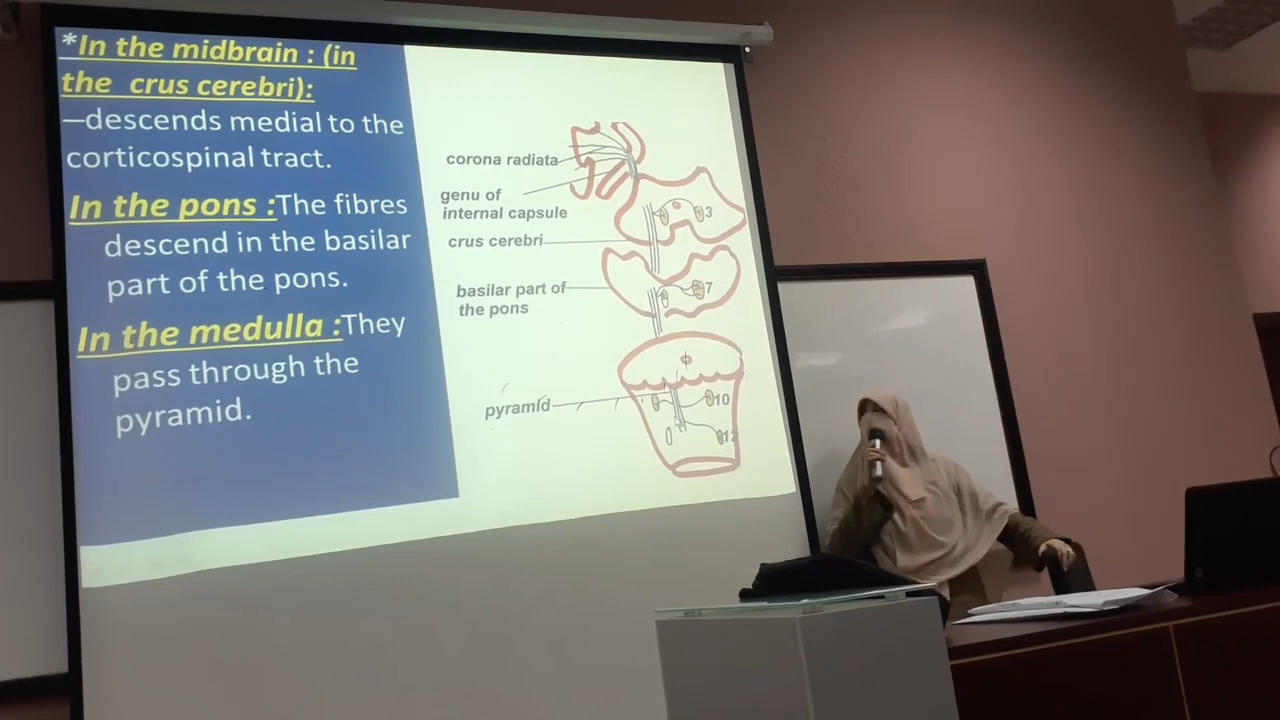 *In the midbrain : (in
the crus cerebri):
—descends medial to the
corticospinal tract.
In the pons :The fibres
descend in the basilar
part of the pons.
In the medulla :They
pass through the
pyramid.
corona radiata
genu of
internal capsule
crus cerebri
basilar part of
the pons
pyramid
3
7
10